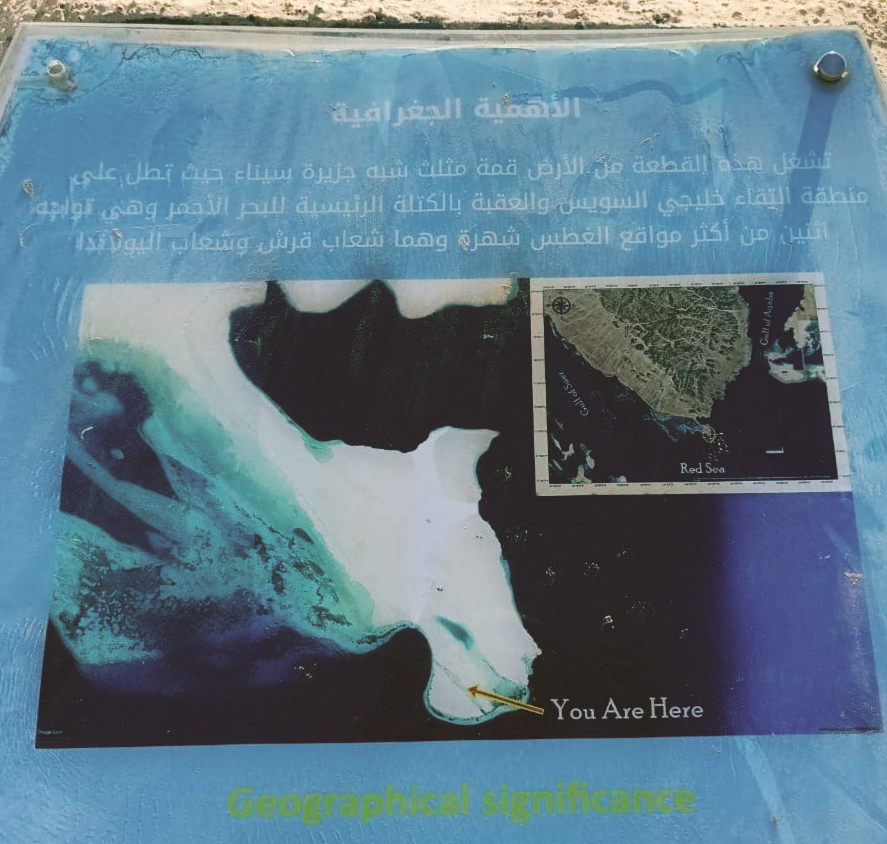 الأهمية الجغرافية
تشغل هذه القطعة من الأرض قمة مثلث شبه جزيرة سيناء حيث تطل على
منطقة التقاء خليجي السويس والعقبة بالكتلة الرئيسية للبحر الأحمر وهي تواجه
اثنين من أكثر مواقع الغطس شهرة وهما شعاب قرش وشعاب اليولاندا
Gulf of Aqaba
Gulf of Suez
Red Sea
You Are Here
Geographical significance